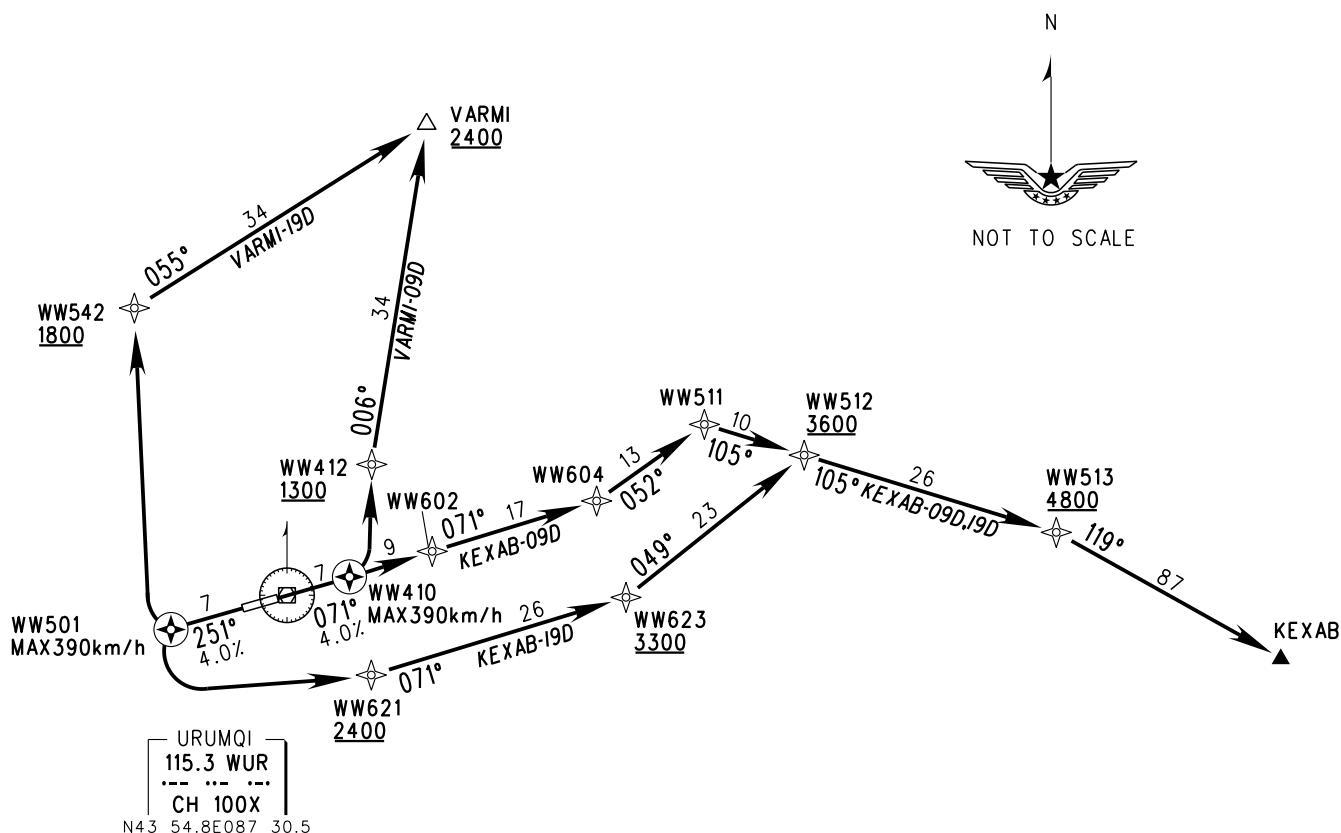 N
NOT TO SCALE
VARMI
2400
34
VARMI-19D
055°
WW542
1800
34
VARMI-09D
006°
WW412
1300
WW602
9
071°
17
KEXAB-09D
WW604
13
052°
WW511
10
105°
WW512
3600
26
105° KEXAB-09D,19D
WW513
4800
119°
87
KEXAB
23
049°
WW623
3300
26
KEXAB-19D
071°
WW621
2400
7
WW410
MAX390km/h
071°
4.0%
7
251°
4.0%
WW501
MAX390km/h
URUMQI
115.3 WUR
·−− ··− ·−·
CH 100X
N43 54.8E087 30.5